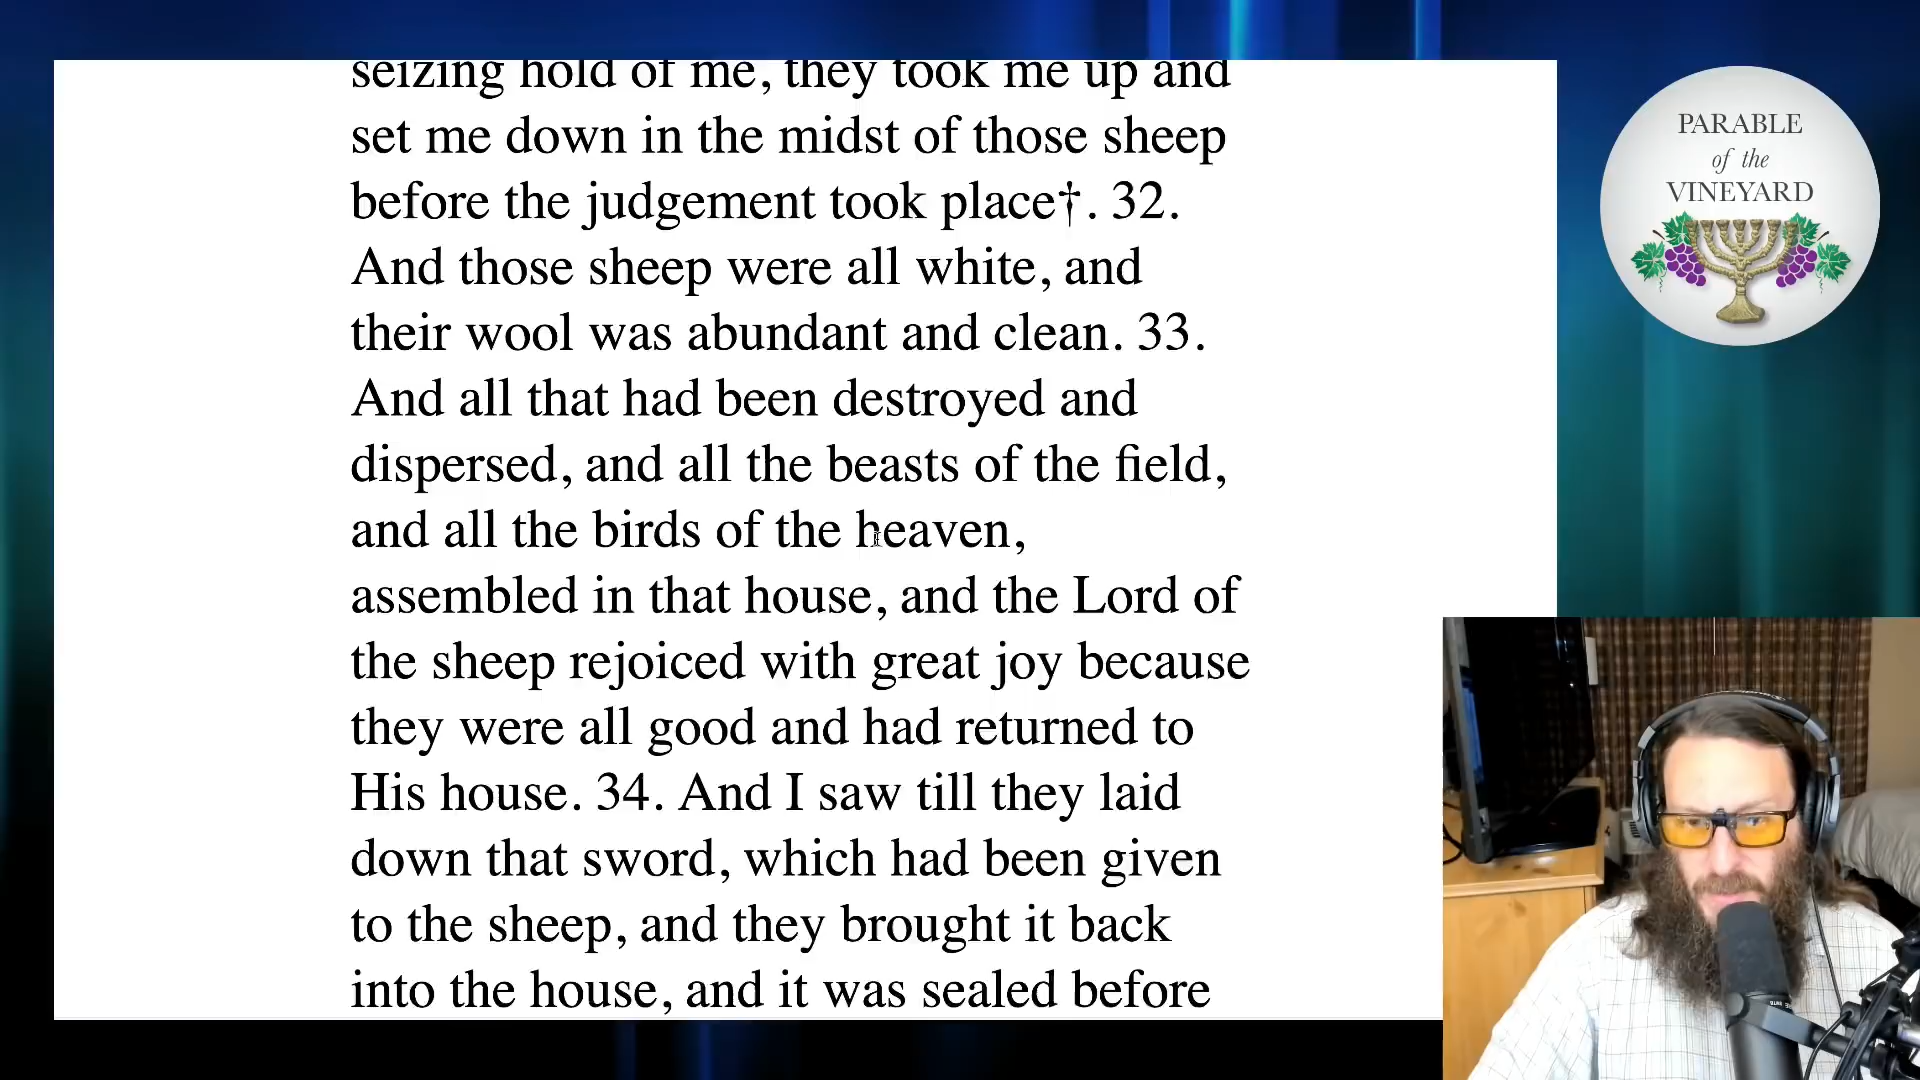 seizing hold of me, they took me up and
set me down in the midst of those sheep
before the judgement took place†. 32.
And those sheep were all white, and
their wool was abundant and clean. 33.
And all that had been destroyed and
dispersed, and all the beasts of the field,
and all the birds of the heaven,
assembled in that house, and the Lord of
the sheep rejoiced with great joy because
they were all good and had returned to
His house. 34. And I saw till they laid
down that sword, which had been given
to the sheep, and they brought it back
into the house, and it was sealed before
PARABLE
of the
VINEYARD